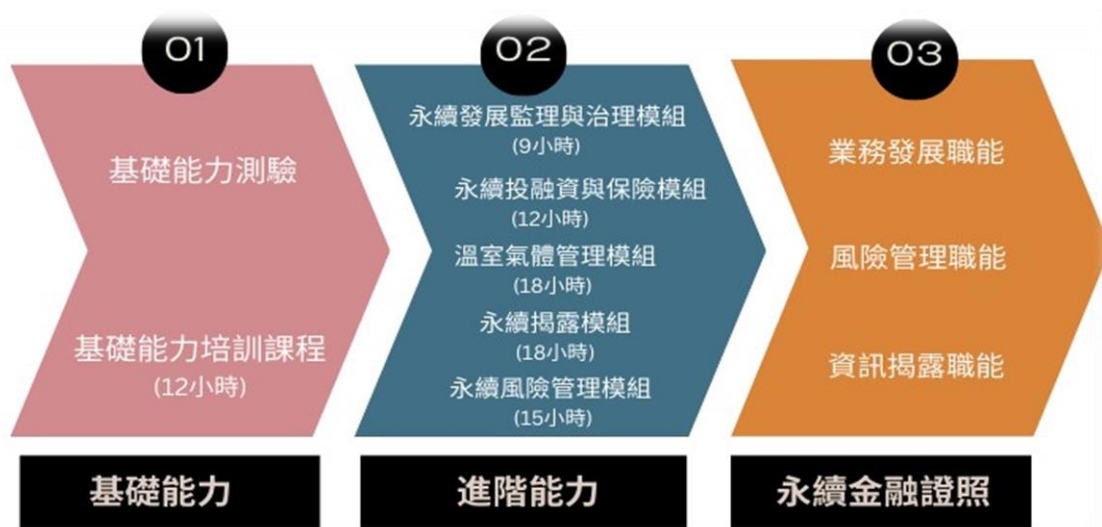 01
基礎能力測驗
基礎能力培訓課程
(12小時)
基礎能力
02
永續發展監理與治理模組
(9小時)
永續投融資與保險模組
(12小時)
溫室氣體管理模組
(18小時)
永續揭露模組
(18小時)
永續風險管理模組
(15小時)
進階能力
03
業務發展職能
風險管理職能
資訊揭露職能
永續金融證照